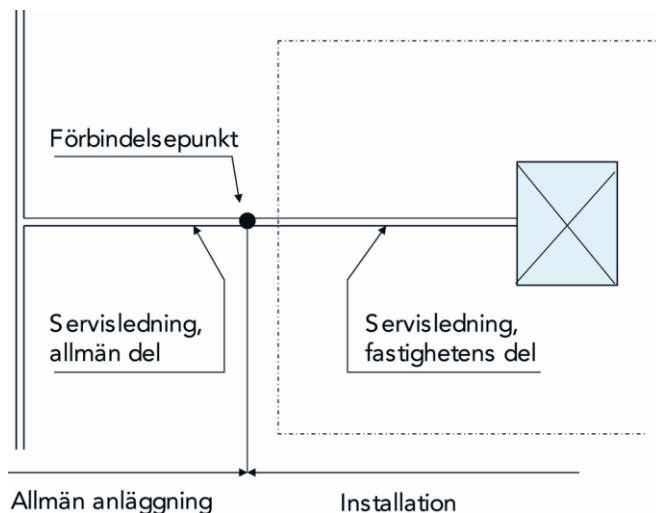 Förbindelsepunkt
Servisledning,
allmän del
Servisledning,
fastighetens del
Allmän anläggning
Installation